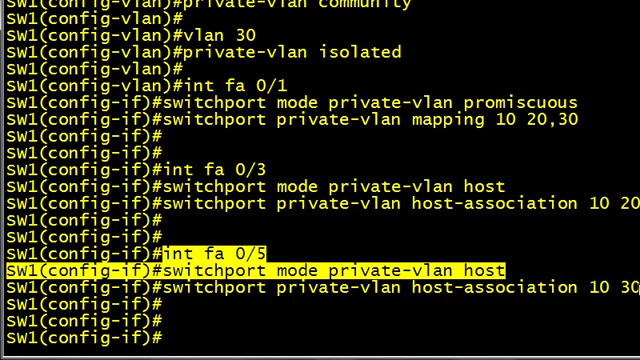 SW1(config-vlan)#private-vlan community
SW1(config-vlan)#
SW1(config-vlan)#vlan 30
SW1(config-vlan)#private-vlan isolated
SW1(config-vlan)#
SW1(config-vlan)#int fa 0/1
SW1(config-if)#switchport mode private-vlan promiscuous
SW1(config-if)#switchport private-vlan mapping 10 20,30
SW1(config-if)#
SW1(config-if)#
SW1(config-if)#int fa 0/3
SW1(config-if)#switchport mode private-vlan host
SW1(config-if)#switchport private-vlan host-association 10 20
SW1(config-if)#
SW1(config-if)#
SW1(config-if)#int fa 0/5
SW1(config-if)#switchport mode private-vlan host
SW1(config-if)#switchport private-vlan host-association 10 30
SW1(config-if)#
SW1(config-if)#
SW1(config-if)#